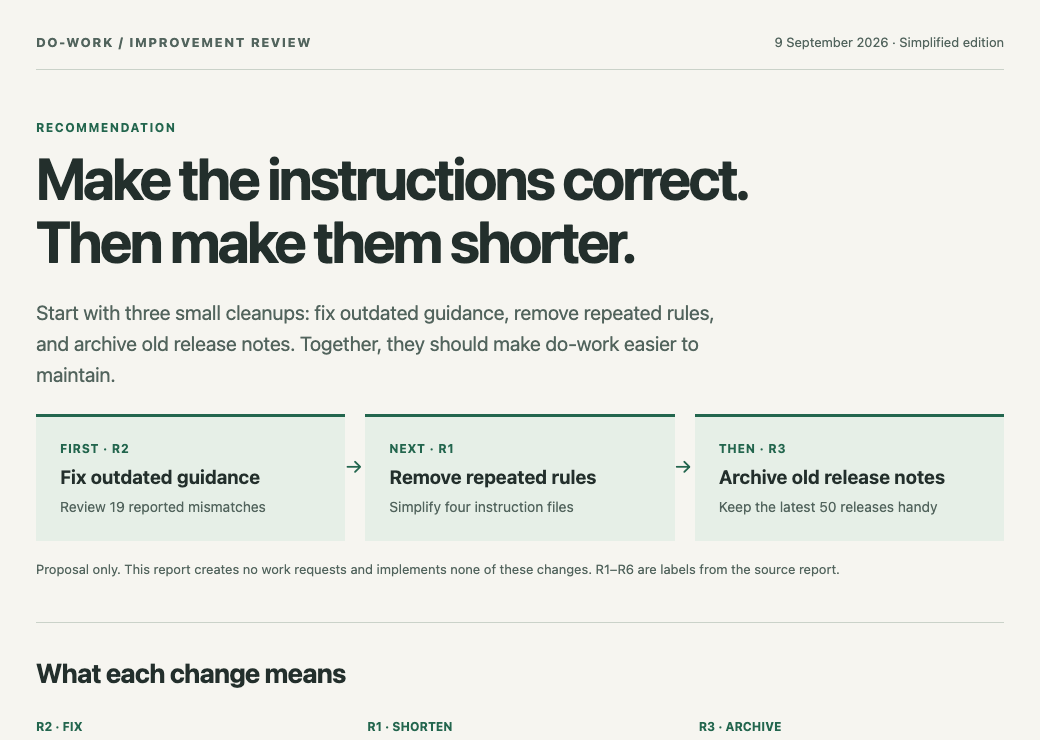 DO-WORK / IMPROVEMENT REVIEW
9 September 2026 · Simplified edition
RECOMMENDATION
Make the instructions correct.
Then make them shorter.
Start with three small cleanups: fix outdated guidance, remove repeated rules,
and archive old release notes. Together, they should make do-work easier to
maintain.
FIRST · R2
Fix outdated guidance
Review 19 reported mismatches
→
NEXT · R1
Remove repeated rules
Simplify four instruction files
→
THEN · R3
Archive old release notes
Keep the latest 50 releases handy
Proposal only. This report creates no work requests and implements none of these changes. R1–R6 are labels from the source report.
What each change means
R2 · FIX
R1 · SHORTEN
R3 · ARCHIVE